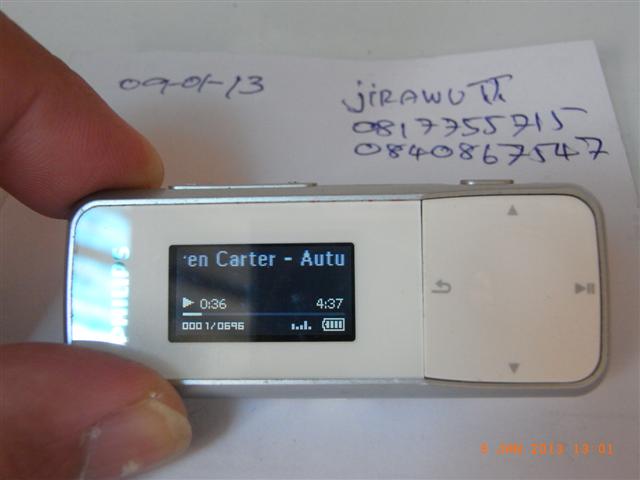 09-01-13
JIRAWUTT
0817755715
0840867547
PHILIPS
en Carter - Autu
0:36 4:37
0001/0696
9 JAN 2013 13:01